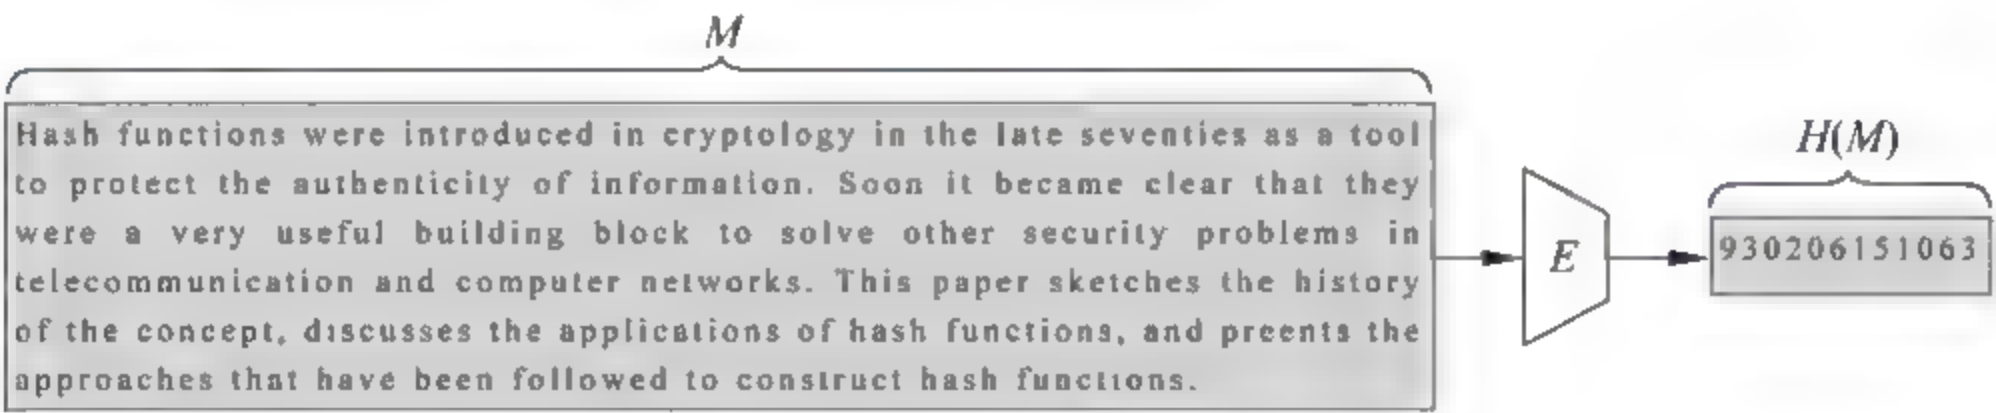 M
Hash functions were introduced in cryptology in the late seventies as a tool
to protect the authenticity of information. Soon it became clear that they
were a very useful building block to solve other security problems in
telecommunication and computer networks. This paper sketches the history
of the concept, discusses the applications of hash functions, and preents the
approaches that have been followed to construct hash functions.
E
H(M)
930206151063